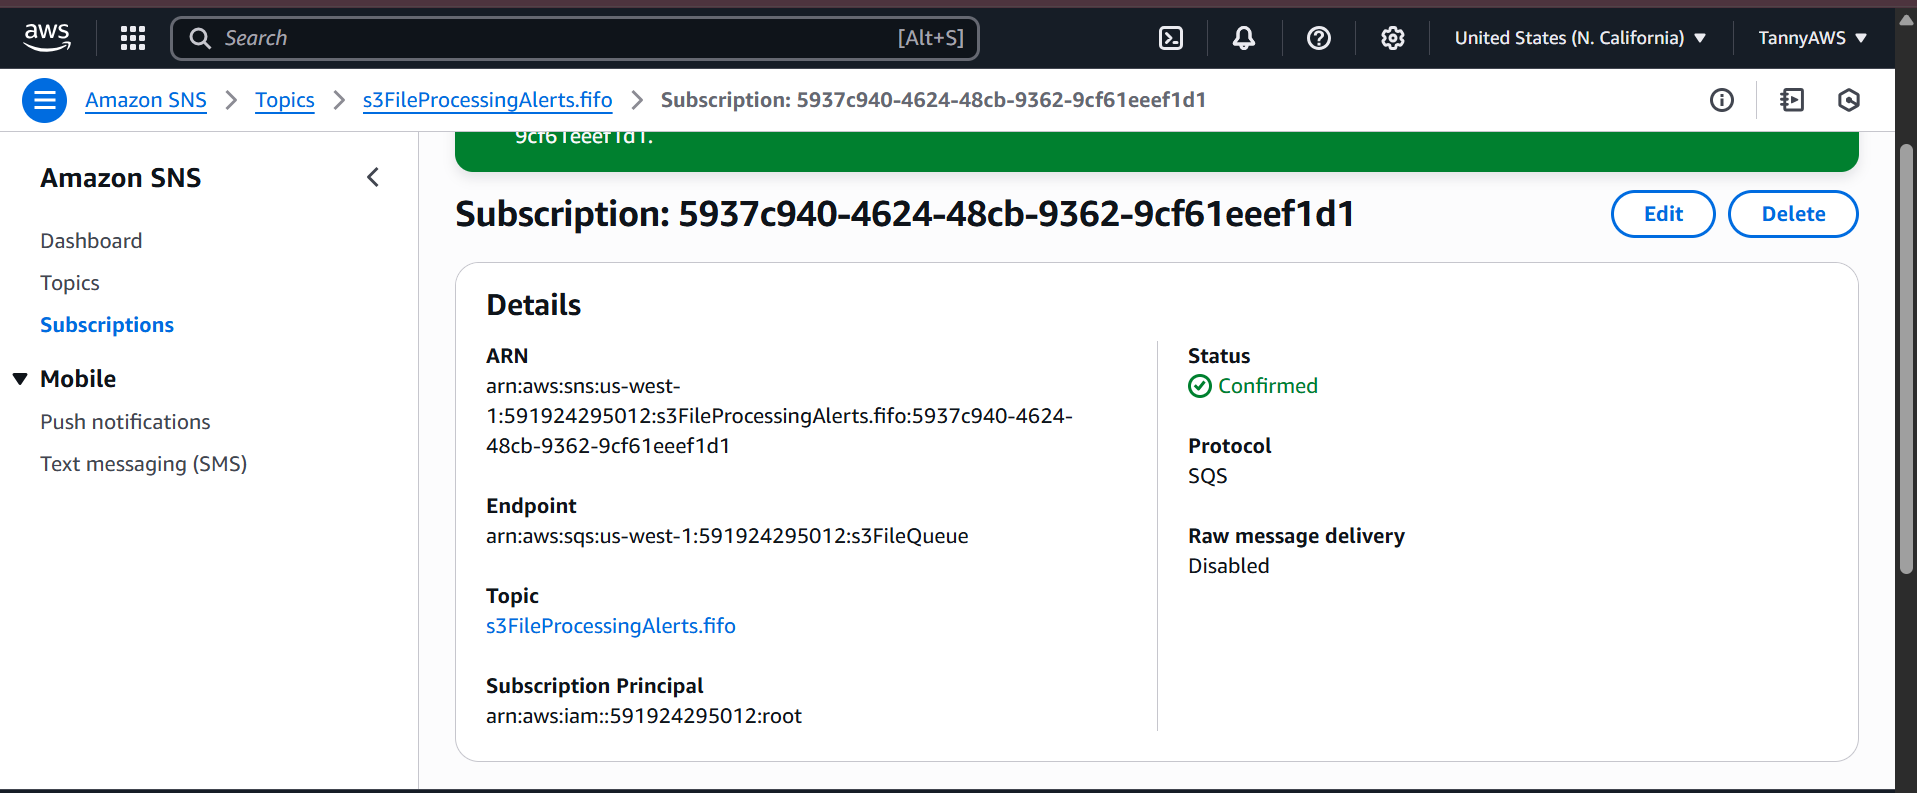 aws
Search
[Alt+S]
United States (N. California)
TannyAWS
Amazon SNS
Topics
s3FileProcessingAlerts.fifo
Subscription: 5937c940-4624-48cb-9362-9cf61eeef1d1
Amazon SNS
Dashboard
Topics
Subscriptions
Mobile
Push notifications
Text messaging (SMS)
9cf61eeef1d1.
Subscription: 5937c940-4624-48cb-9362-9cf61eeef1d1
Edit
Delete
Details
ARN
arn:aws:sns:us-west-
1:591924295012:s3FileProcessingAlerts.fifo:5937c940-4624-
48cb-9362-9cf61eeef1d1
Endpoint
arn:aws:sqs:us-west-1:591924295012:s3FileQueue
Topic
s3FileProcessingAlerts.fifo
Subscription Principal
arn:aws:iam::591924295012:root
Status
Confirmed
Protocol
SQS
Raw message delivery
Disabled